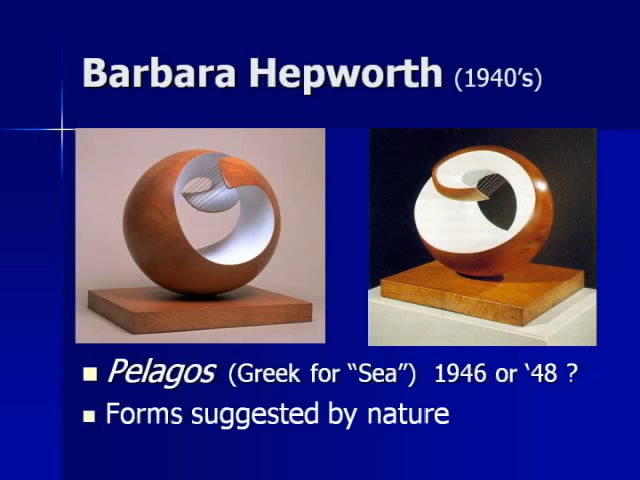 Barbara Hepworth (1940’s)
Pelagos (Greek for “Sea”) 1946 or ‘48 ?
Forms suggested by nature